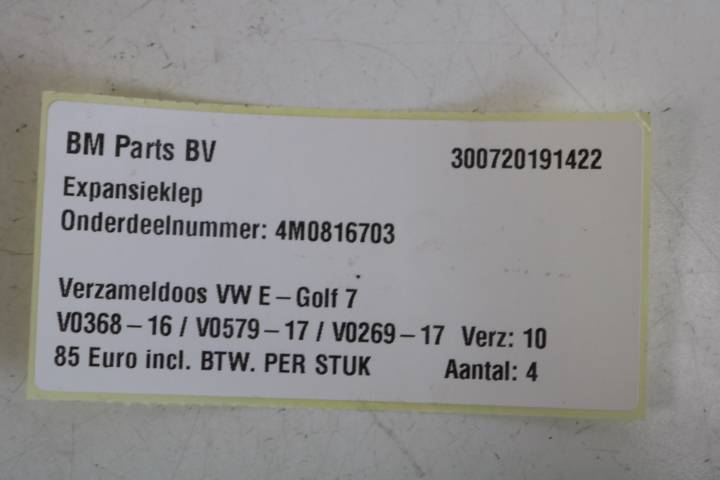 BM Parts BV 300720191422
Expansieklep
Onderdeelnummer: 4M0816703
Verzameldoos VW E – Golf 7
V0368 – 16 / V0579 – 17 / V0269 – 17 Verz: 10
85 Euro incl. BTW. PER STUK Aantal: 4